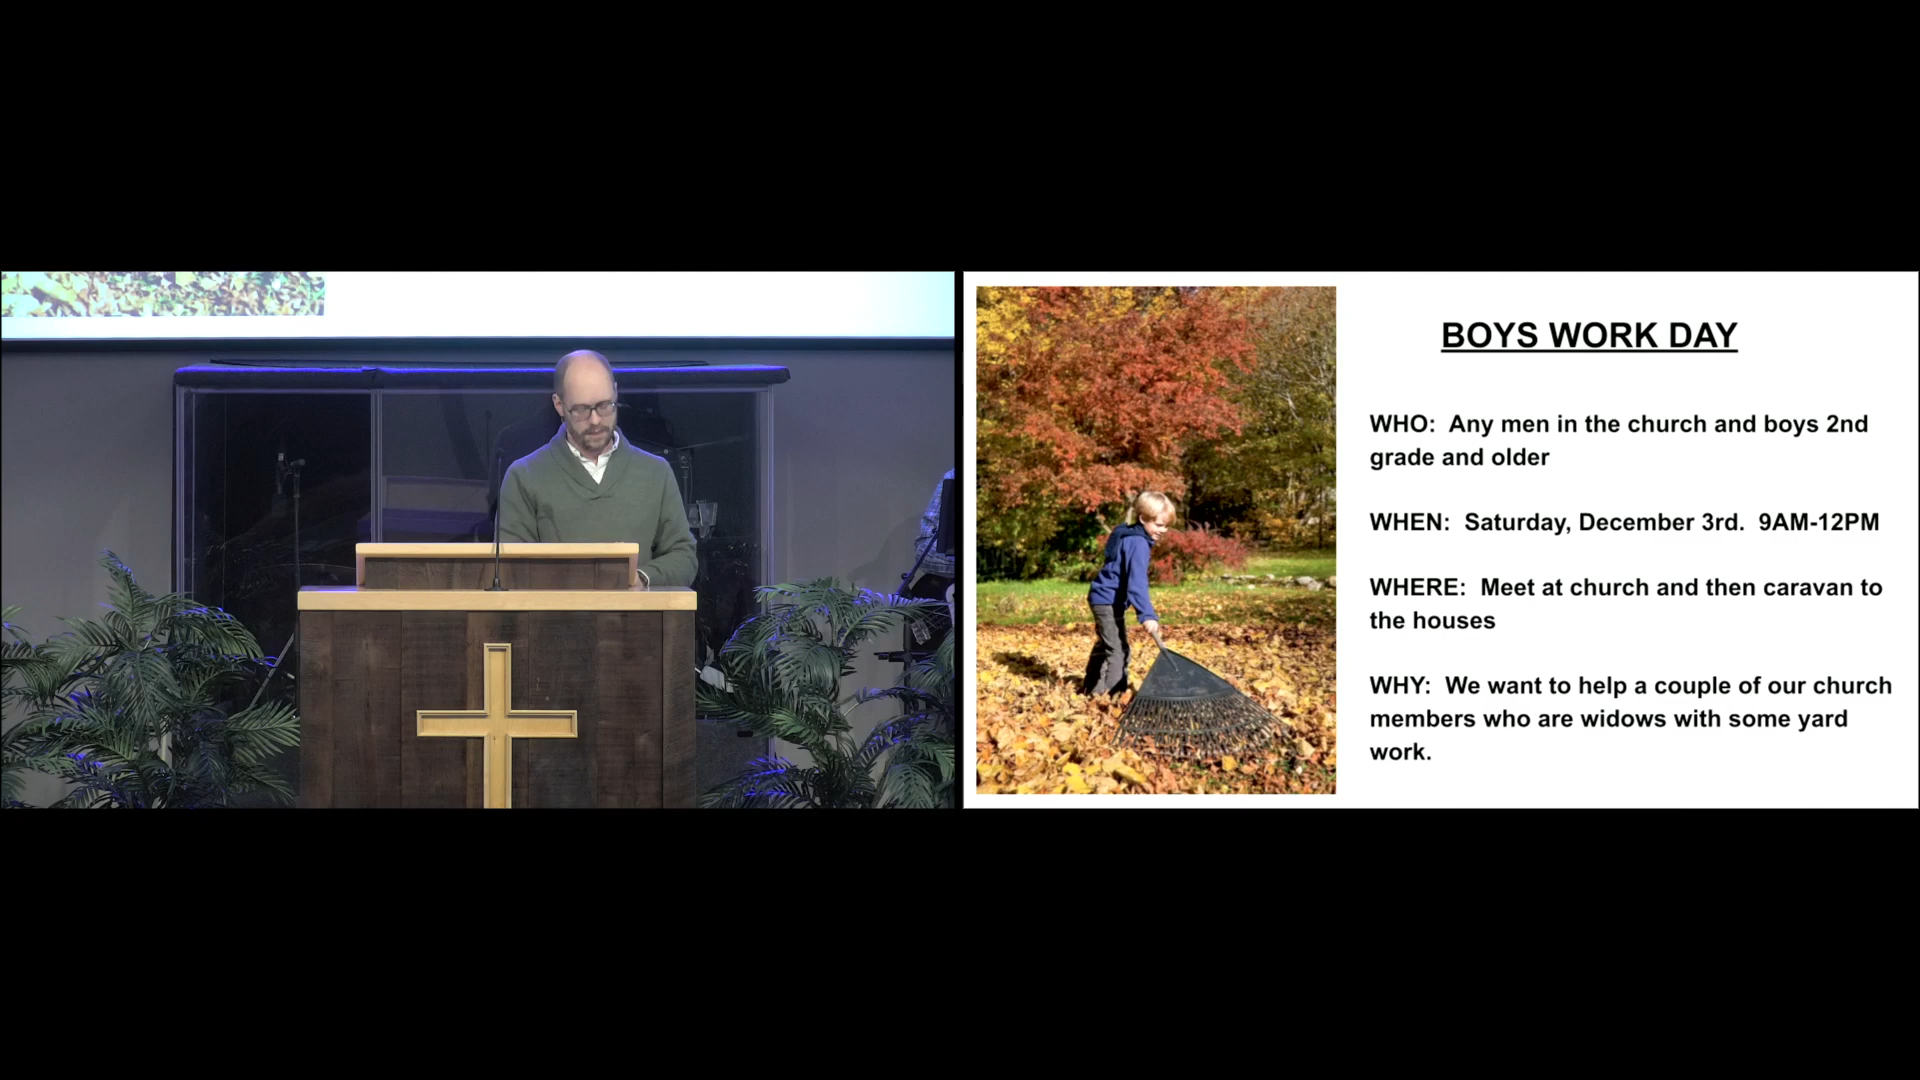 BOYS WORK DAY
WHO:  Any men in the church and boys 2nd
grade and older
WHEN:  Saturday, December 3rd.  9AM-12PM
WHERE:  Meet at church and then caravan to
the houses
WHY:  We want to help a couple of our church
members who are widows with some yard
work.